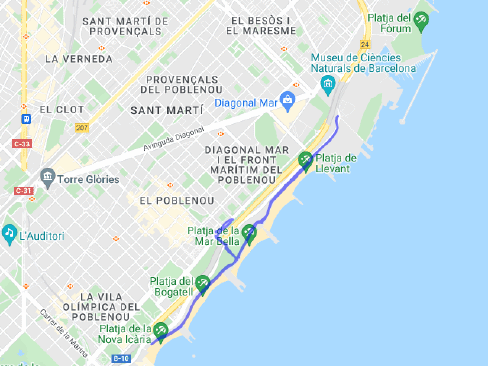 Platja del
Fòrum
SANT MARTÍ DE
PROVENÇALS
EL BESÒS I
EL MARESME
24
LA VERNEDA
Museu de Ciències
Naturals de Barcelona
PROVENÇALS
DEL POBLENOU
EL CLOT
SANT MARTÍ
Diagonal Mar
207
C-33
Avinguda Diagonal
DIAGONAL MAR
I EL FRONT
MARÍTIM DEL
POBLENOU
Platja de
Llevant
Torre Glòries
C-31
EL POBLENOU
L'Auditori
Platja de la
Mar Bella
Platja del
Bogatell
LA VILA
OLÍMPICA DEL
POBLENOU
Carrer de la Marina
Platja de la
Nova Icària
B-10